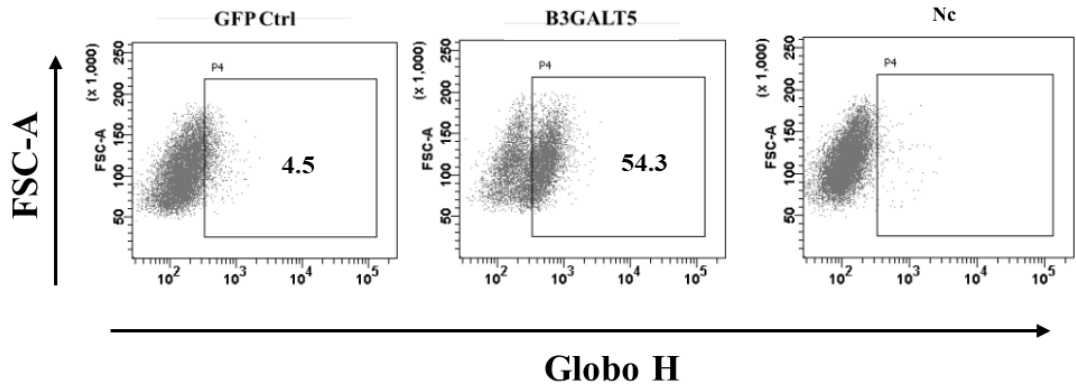 GFP Ctrl
B3GALT5
Nc
FSC-A
(x 1,000)
FSC-A
250
200
150
100
50
P4
4.5
10² 10³ 10⁴ 10⁵
(x 1,000)
FSC-A
250
200
150
100
50
P4
54.3
10² 10³ 10⁴ 10⁵
(x 1,000)
FSC-A
250
200
150
100
50
P4
10² 10³ 10⁴ 10⁵
Globo H